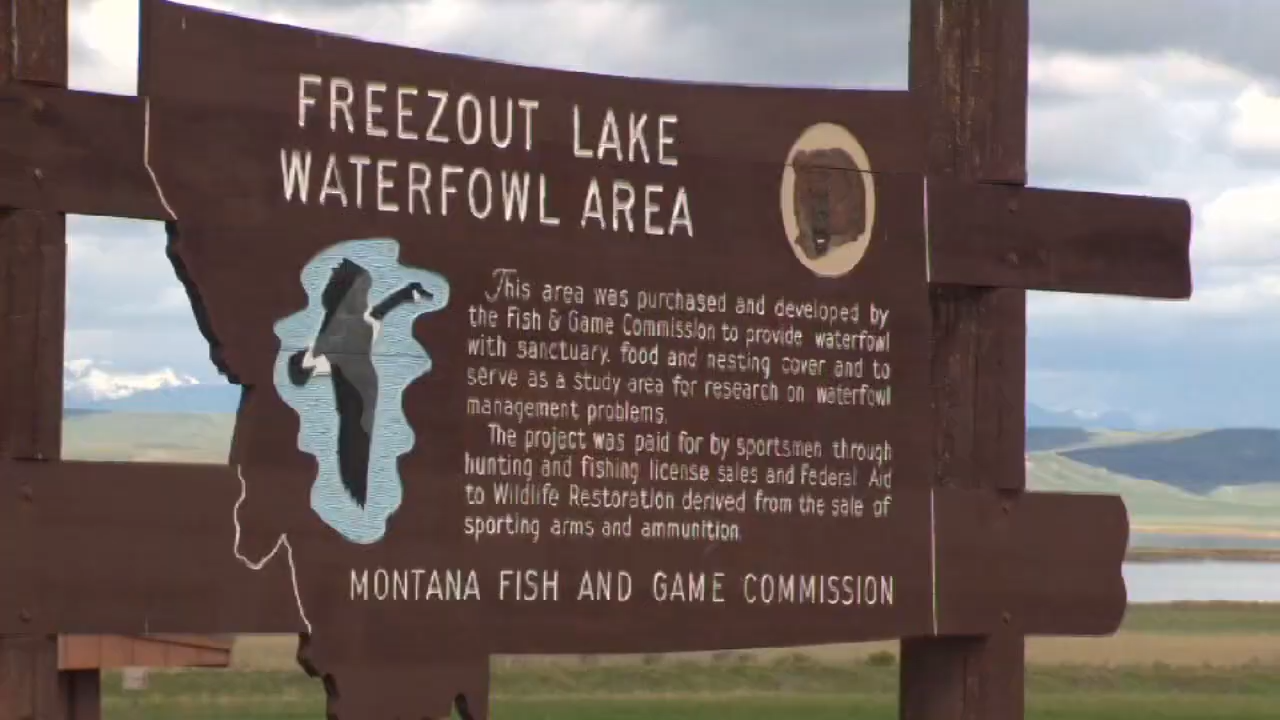 FREEZOUT LAKE
WATERFOWL AREA
This area was purchased and developed by
the Fish & Game Commission to provide waterfowl
with sanctuary, food and nesting cover and to
serve as a study area for research on waterfowl
management problems.
The project was paid for by sportsmen through
hunting and fishing license sales and Federal Aid
to Wildlife Restoration derived from the sale of
sporting arms and ammunition.
MONTANA FISH AND GAME COMMISSION